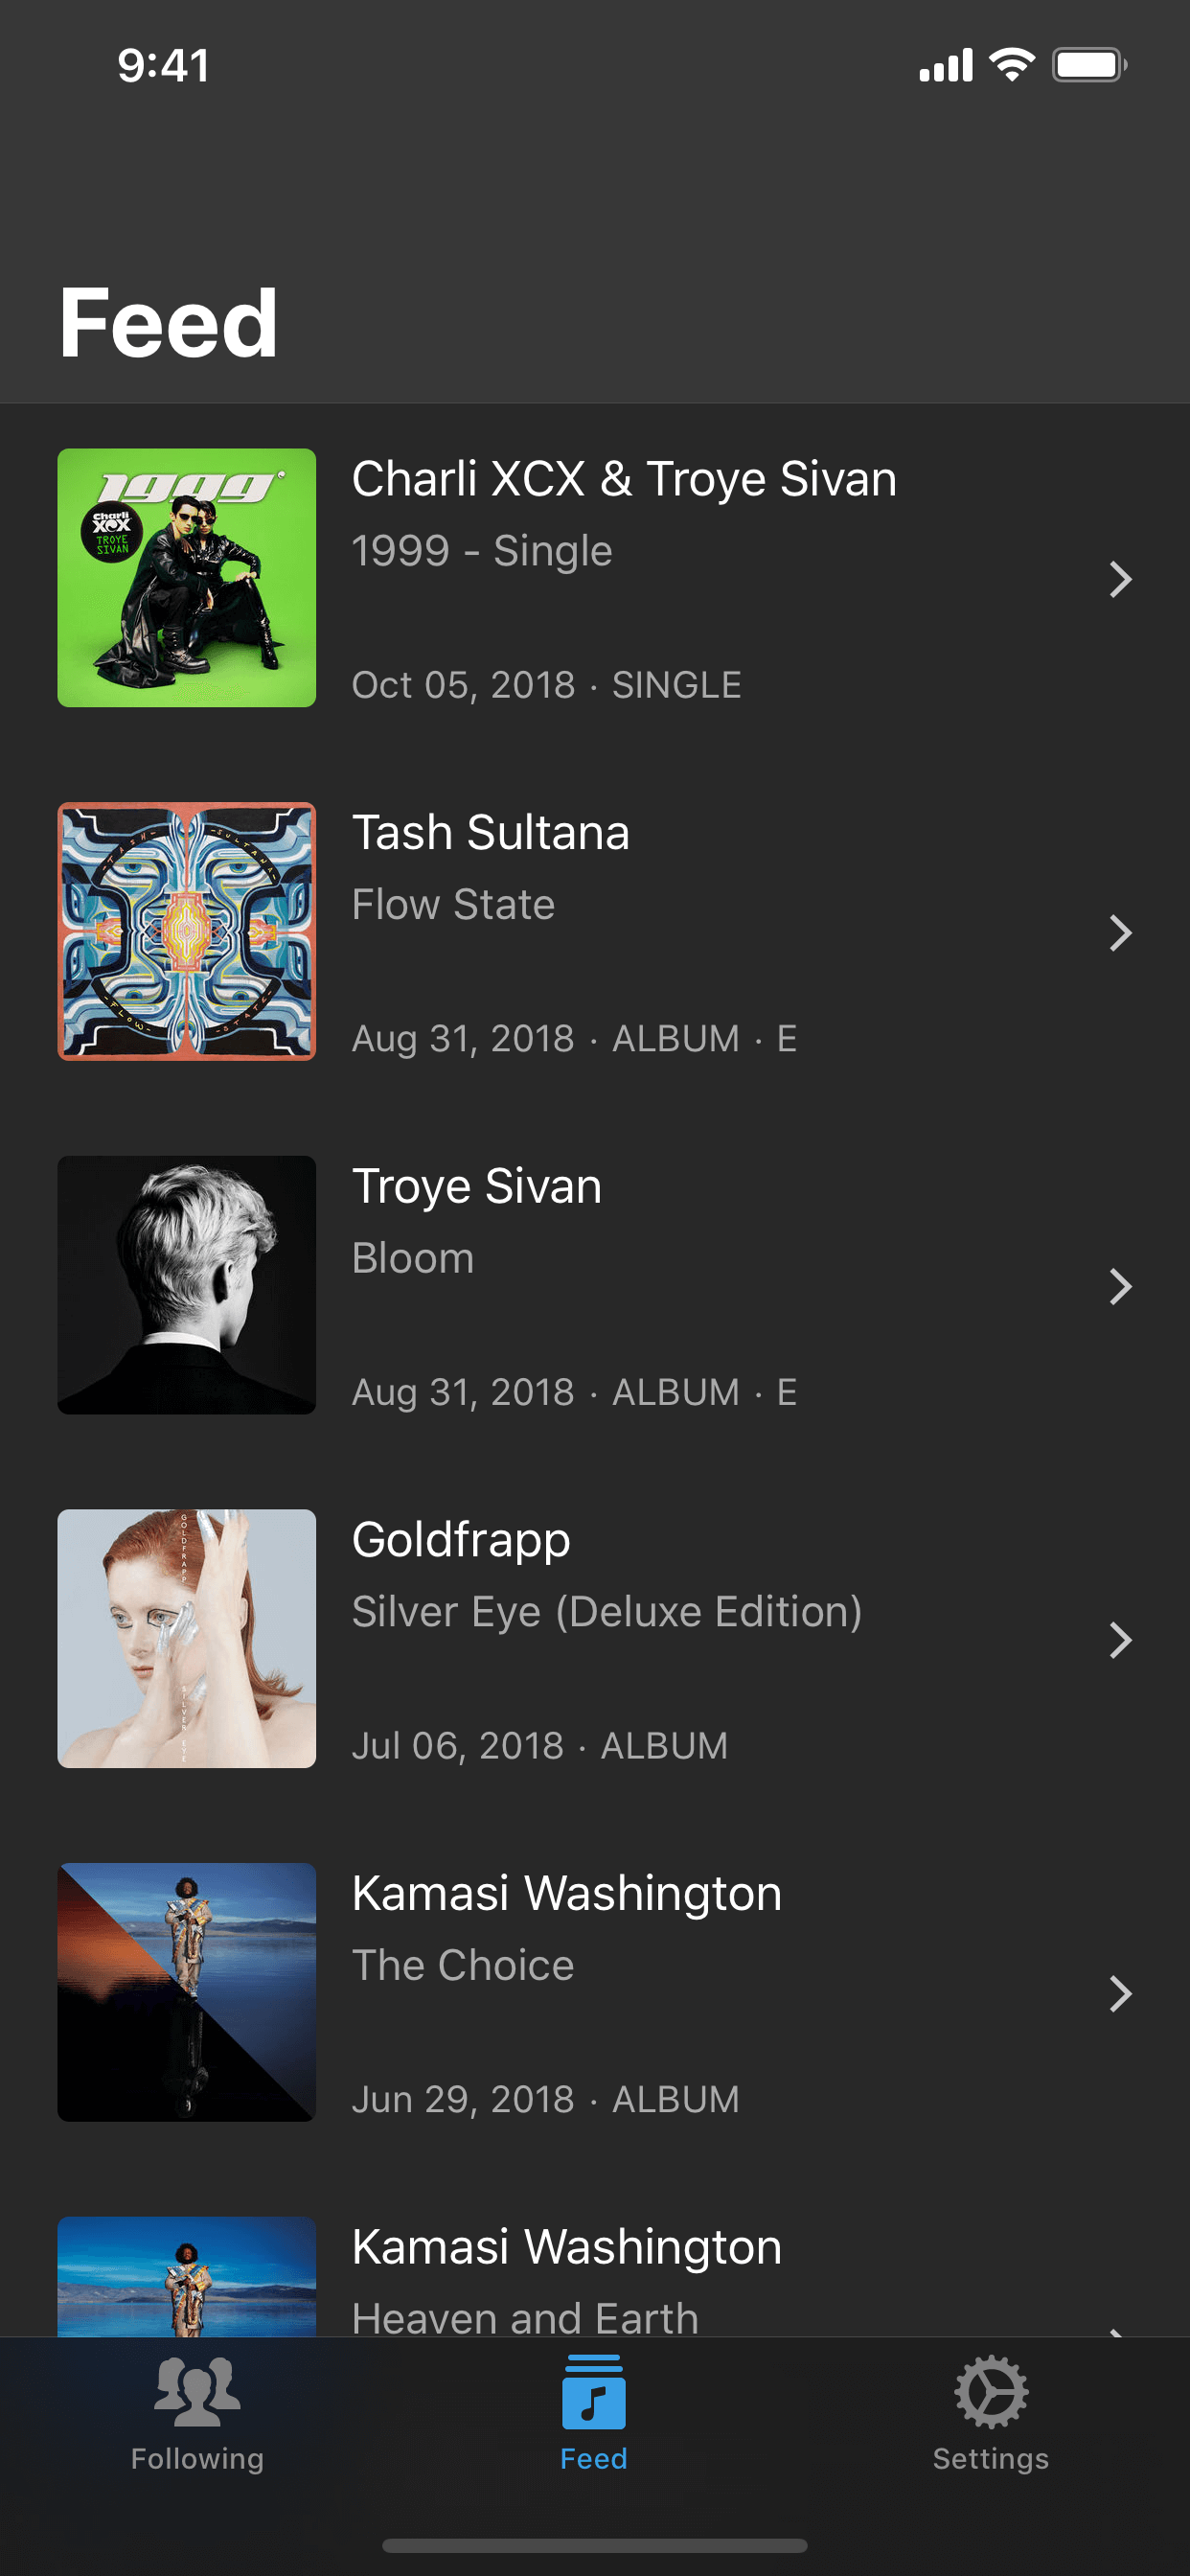 9:41
Feed
1999
Charli
XCX
TROYE
SIVAN
Charli XCX & Troye Sivan
1999 - Single
Oct 05, 2018 · SINGLE
TASH SULTANA
FLOW STATE
Tash Sultana
Flow State
Aug 31, 2018 · ALBUM · E
Troye Sivan
Bloom
Aug 31, 2018 · ALBUM · E
GOLDFRAPP
SILVER EYE
Goldfrapp
Silver Eye (Deluxe Edition)
Jul 06, 2018 · ALBUM
Kamasi Washington
The Choice
Jun 29, 2018 · ALBUM
Kamasi Washington
Heaven and Earth
Following
Feed
Settings